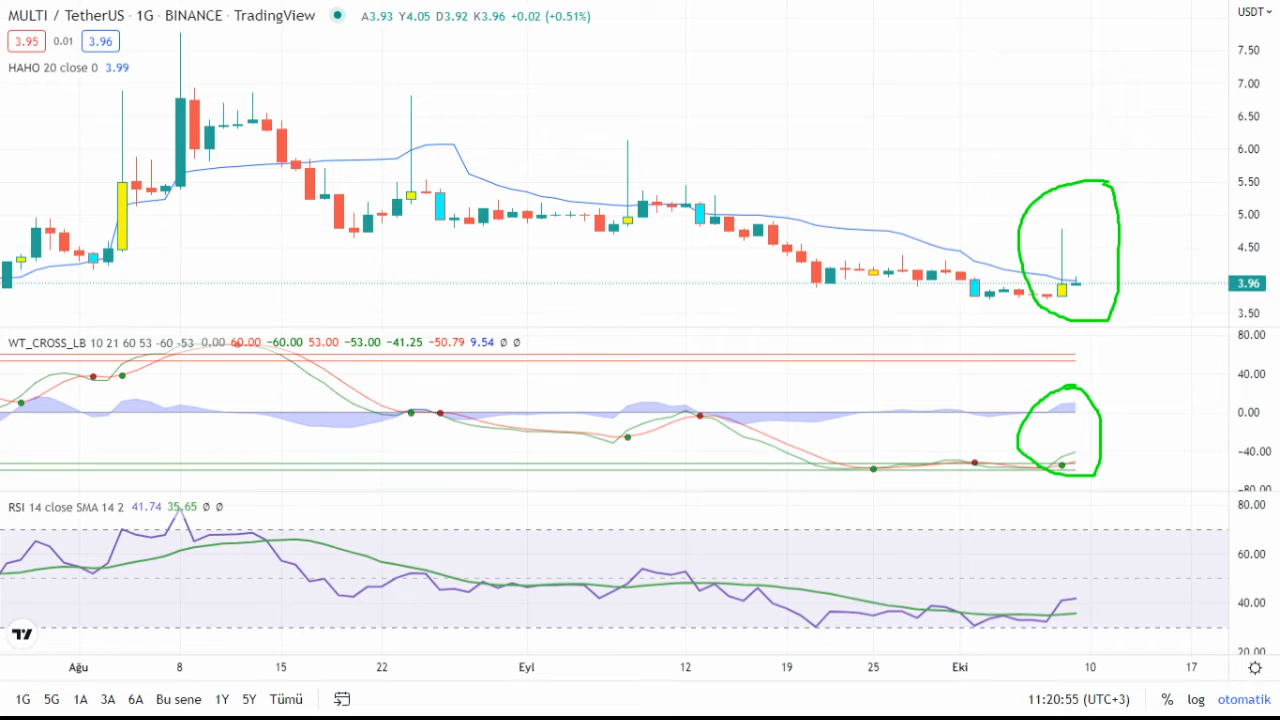 MULTI / TetherUS · 1G · BINANCE · TradingView A3.93 Y4.05 D3.92 K3.96 +0.02 (+0.51%) USDT
3.95 0.01 3.96
HAHO 20 close 0 3.99
7.50
7.00
6.50
6.00
5.50
5.00
4.50
3.96
3.50
WT_CROSS_LB 10 21 60 53 -60 -53 0.00 60.00 −60.00 53.00 −53.00 −41.25 −50.79 9.54 ∅ ∅
80.00
40.00
0.00
−40.00
−80.00
RSI 14 close SMA 14 2 41.74 35.65 ∅ ∅
80.00
60.00
40.00
20.00
Ağu 8 15 22 Eyl 12 19 25 Eki 10 17
1G 5G 1A 3A 6A Bu sene 1Y 5Y Tümü 11:20:55 (UTC+3) % log otomatik